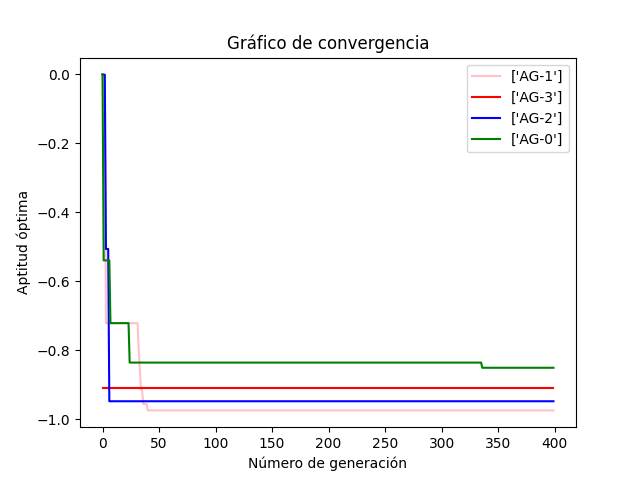 Gráfico de convergencia
['AG-1']
['AG-3']
['AG-2']
['AG-0']
Aptitud óptima
0.0
−0.2
−0.4
−0.6
−0.8
−1.0
0 50 100 150 200 250 300 350 400
Número de generación